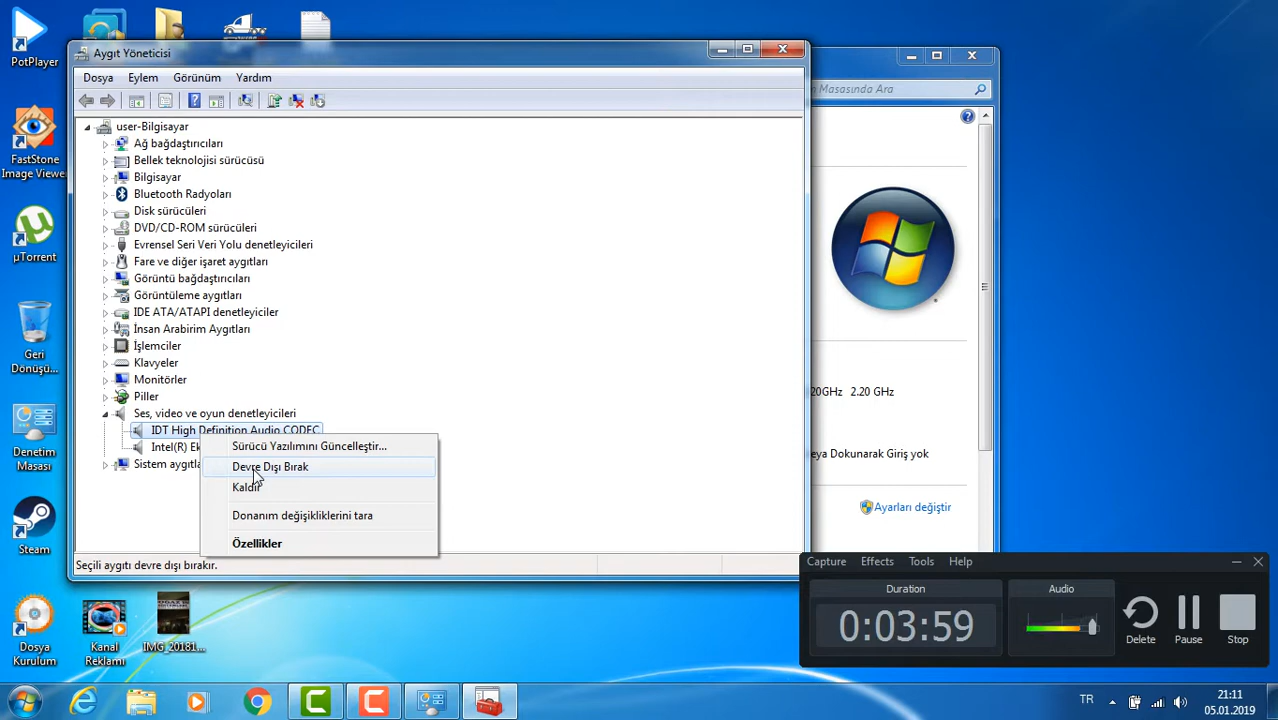 PotPlayer
FastStone
Image Viewer
µTorrent
Geri
Dönüşü...
Denetim
Masası
Steam
Dosya
Kurulum
Kanal
Reklamı
IMG_20181...
Aygıt Yöneticisi
Dosya Eylem Görünüm Yardım
user-Bilgisayar
Ağ bağdaştırıcıları
Bellek teknolojisi sürücüsü
Bilgisayar
Bluetooth Radyoları
Disk sürücüleri
DVD/CD-ROM sürücüleri
Evrensel Seri Veri Yolu denetleyicileri
Fare ve diğer işaret aygıtları
Görüntü bağdaştırıcıları
Görüntüleme aygıtları
IDE ATA/ATAPI denetleyiciler
İnsan Arabirim Aygıtları
İşlemciler
Klavyeler
Monitörler
Piller
Ses, video ve oyun denetleyicileri
IDT High Definition Audio CODEC
Intel(R) Ek
Sistem aygıtla
Sürücü Yazılımını Güncelleştir...
Devre Dışı Bırak
Kaldır
Donanım değişikliklerini tara
Özellikler
Seçili aygıtı devre dışı bırakır.
Masasında Ara
20GHz 2.20 GHz
eya Dokunarak Giriş yok
Ayarları değiştir
Capture Effects Tools Help
Duration
0:03:59
Audio
Delete
Pause
Stop
TR
21:11
05.01.2019